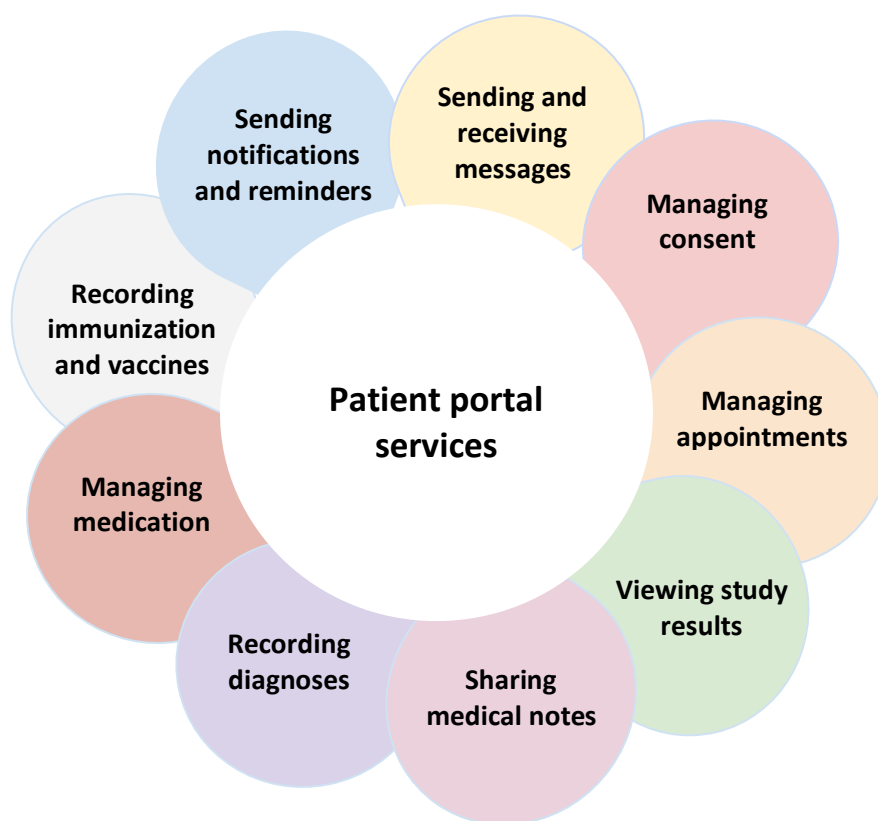 Sending and
receiving
messages
Managing
consent
Managing
appointments
Viewing study
results
Sharing
medical notes
Recording
diagnoses
Managing
medication
Recording
immunization
and vaccines
Sending
notifications
and reminders
Patient portal
services